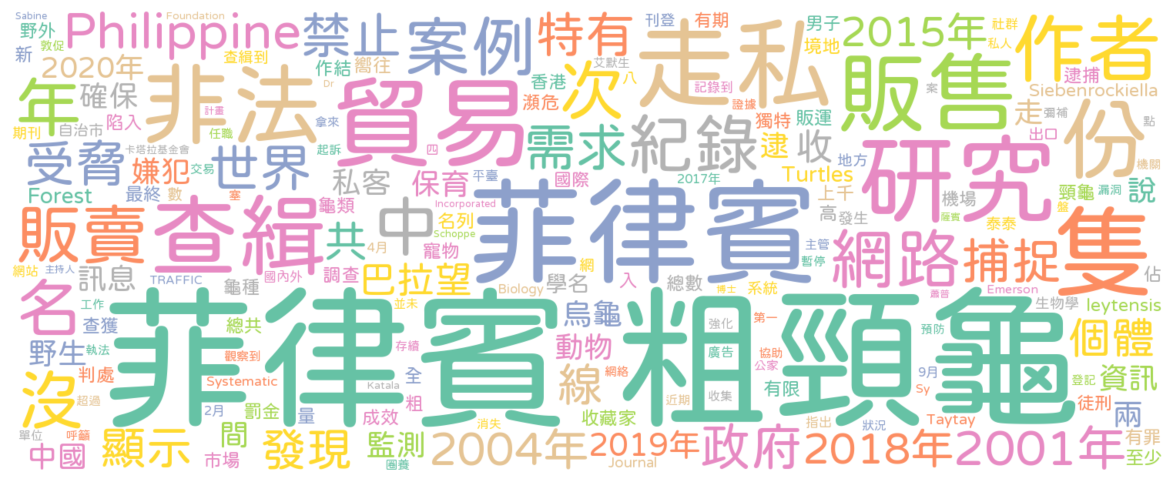 Sabine
Foundation
野外
敦促
新
Philippine
查緝到
2020年
確保
年
計畫
期刊
自治市
陷入
任職
非法
禁止
案例
作結
嚮往
Dr
拿來
貿易
特有
次
香港
瀕危
艾默生
八
走私
刊登
有期
記錄到
證據
境地
獨特
販運
男子
2015年
社群
私人
逮捕
作者
Siebenrockiella
販售
案
走
彌補
點
份
受脅
卡塔拉基金會
嫌犯
交易
世界
起訴
四
平臺
需求
國際
紀錄
2017年
逮
收
Turtles
地方
上千
出口
研究
機關
頸龜
漏洞
盤
說
Forest
最終
數
私客
保育
龜類
Incorporated
名列
Schoppe
寵物
4月
塞
販賣
查緝
共
中
菲律賓
主管
暫停
高
發生
機場
薩賓
泰泰
網路
捕捉
隻
佔
網站
主持人
訊息
TRAFFIC
龜種
國內外
調查
巴拉望
Biology
學名
網
入
總數
系統
博士
蕭普
Emerson
生物學
leytensis
名
工作
查獲
總共
並未
烏龜
強化
第一
預防
個體
野生
執法
觀察到
菲律賓粗頸龜
存續
動物
廣告
協助
公家
登記
資訊
判處
Systematic
Katala
網絡
線
全
粗
近期
收集
有限
9月
Sy
徒刑
沒
超過
2月
罰金
量
成效
消失
收藏家
指出
狀況
Taytay
兩
單位
呼籲
間
中國
顯示
市場
發現
監測
圈養
2004年
2019年
Journal
政府
2018年
2001年
有罪
至少